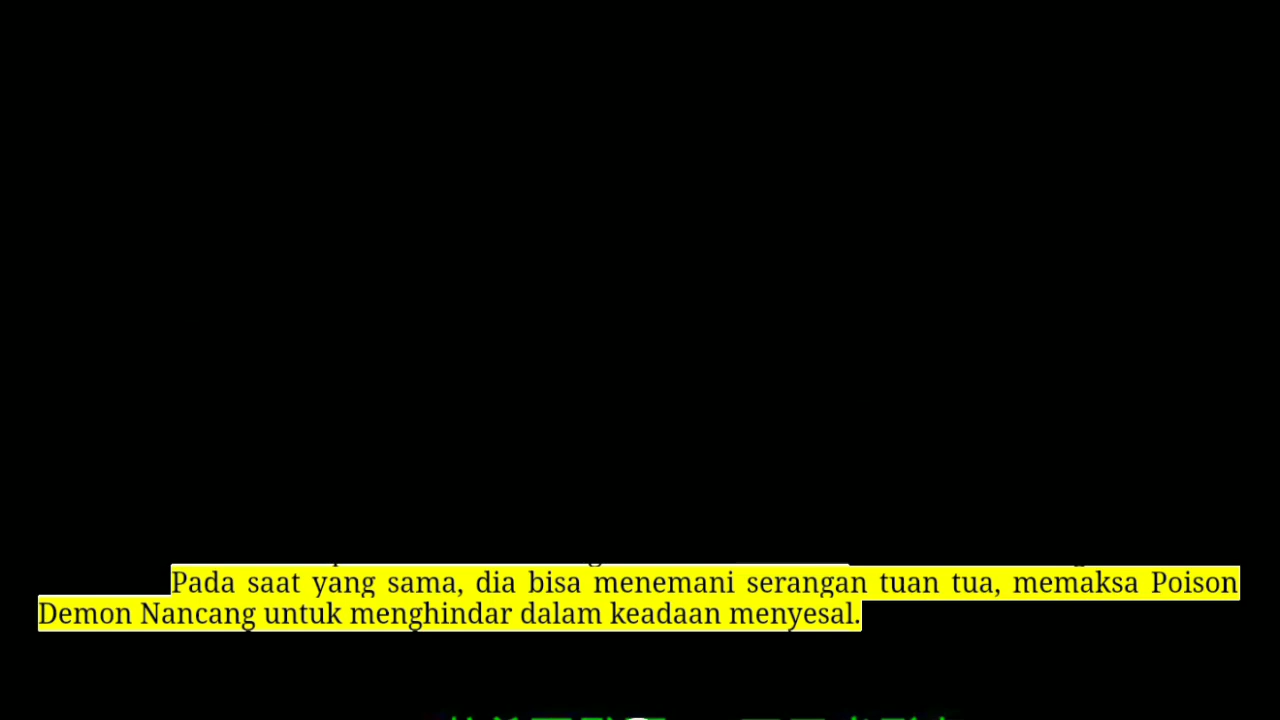 Pada saat yang sama, dia bisa menemani serangan tuan tua, memaksa Poison
Demon Nancang untuk menghindar dalam keadaan menyesal.